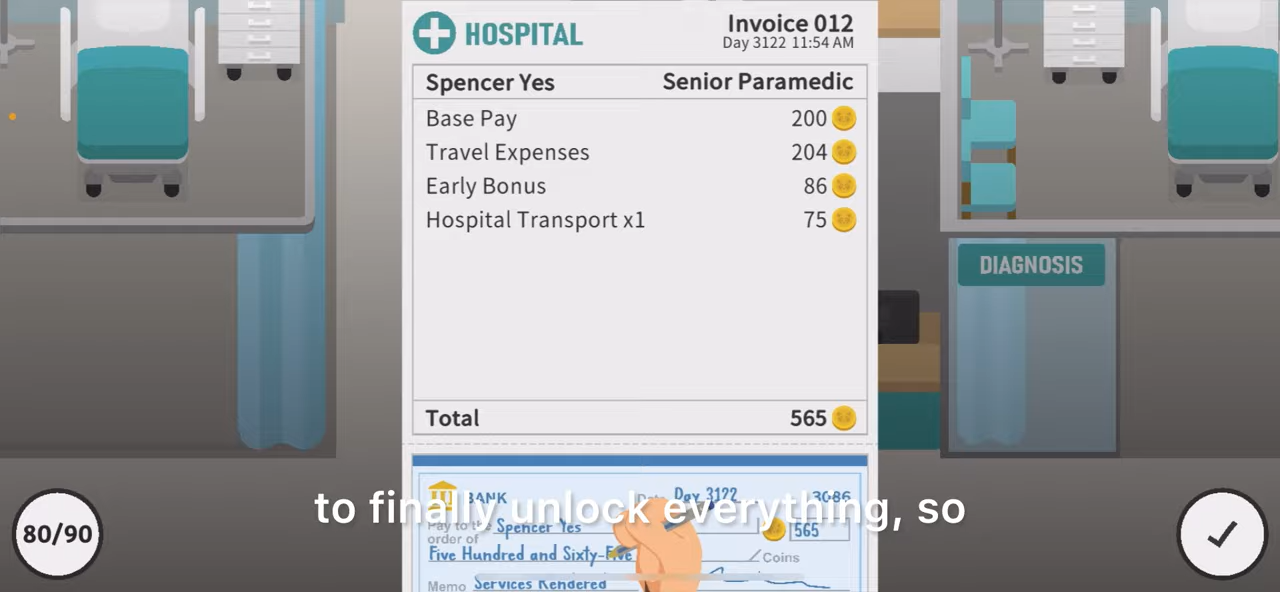 HOSPITAL
Invoice 012
Day 3122 11:54 AM
Spencer Yes Senior Paramedic
Base Pay 200
Travel Expenses 204
Early Bonus 86
Hospital Transport x1 75
Total 565
DIAGNOSIS
BANK Date Day 3122 3086
to finally unlock everything, so
Pay to the order of Spencer Yes 565
Five Hundred and Sixty-Five Coins
Memo Services Rendered
80/90